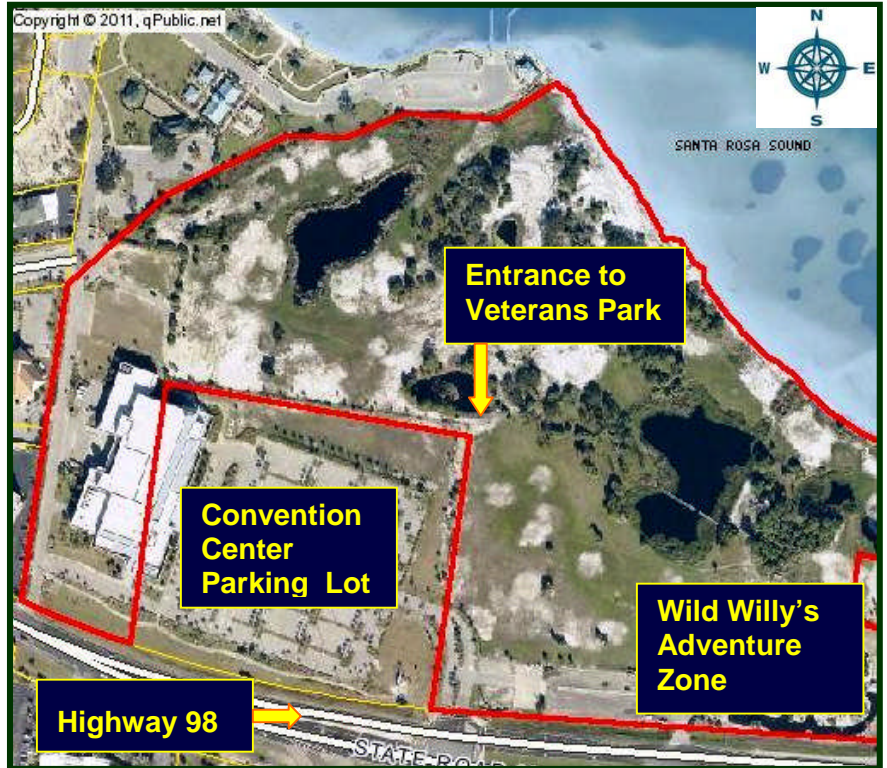 Copyright © 2011, qPublic.net
N
W E
S
SANTA ROSA SOUND
Entrance to
Veterans Park
Convention
Center
Parking Lot
Wild Willy's
Adventure
Zone
Highway 98
STATE ROAD